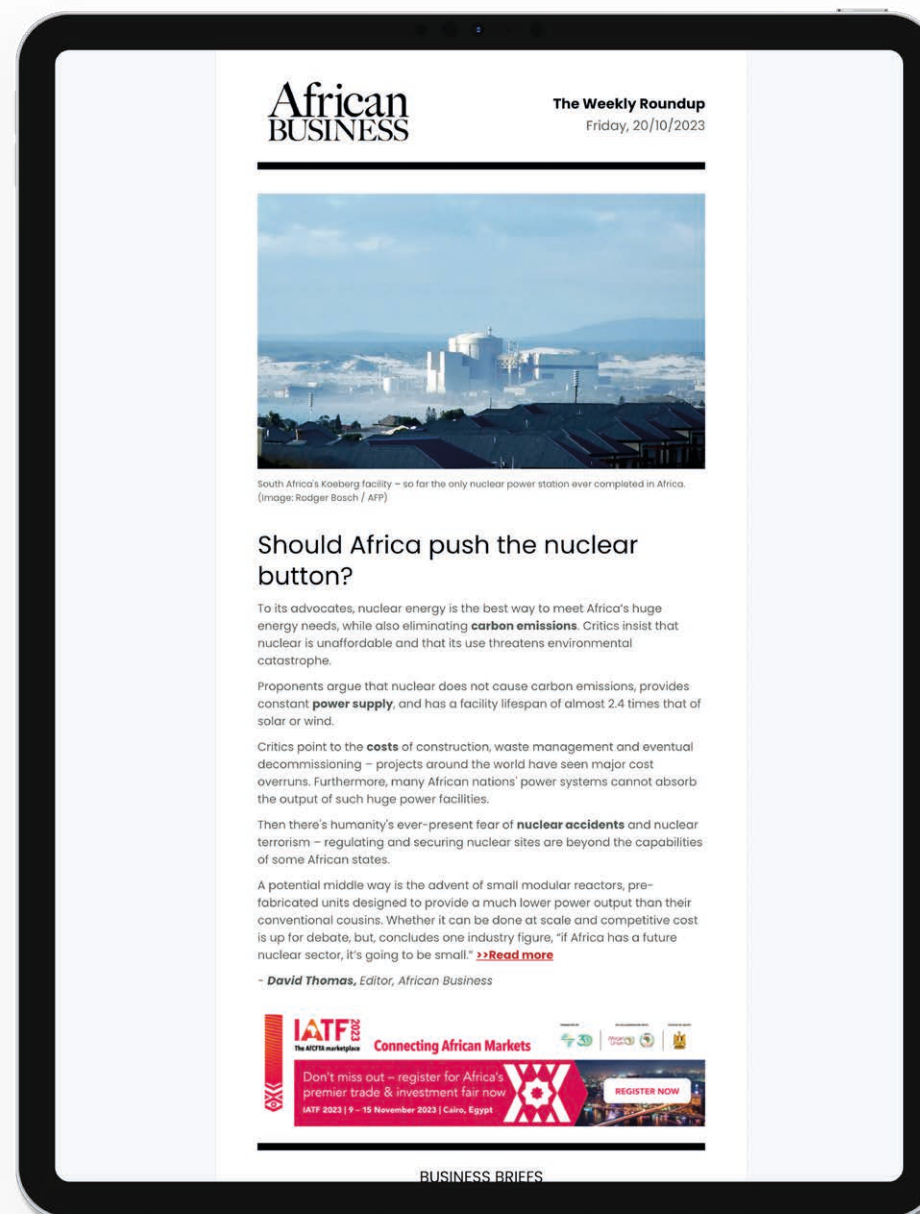 African
BUSINESS
The Weekly Roundup
Friday, 20/10/2023
South Africa's Koeberg facility – so far the only nuclear power station ever completed in Africa.
(Image: Rodger Bosch / AFP)
Should Africa push the nuclear
button?
To its advocates, nuclear energy is the best way to meet Africa's huge
energy needs, while also eliminating carbon emissions. Critics insist that
nuclear is unaffordable and that its use threatens environmental
catastrophe.
Proponents argue that nuclear does not cause carbon emissions, provides
constant power supply, and has a facility lifespan of almost 2.4 times that of
solar or wind.
Critics point to the costs of construction, waste management and eventual
decommissioning – projects around the world have seen major cost
overruns. Furthermore, many African nations' power systems cannot absorb
the output of such huge power facilities.
Then there's humanity's ever-present fear of nuclear accidents and nuclear
terrorism – regulating and securing nuclear sites are beyond the capabilities
of some African states.
A potential middle way is the advent of small modular reactors, pre-
fabricated units designed to provide a much lower power output than their
conventional cousins. Whether it can be done at scale and competitive cost
is up for debate, but, concludes one industry figure, "if Africa has a future
nuclear sector, it's going to be small." >>Read more
- David Thomas, Editor, African Business
IATF 2023
The AfCFTA marketplace
Connecting African Markets
Don't miss out – register for Africa's
premier trade & investment fair now
IATF 2023 | 9 – 15 November 2023 | Cairo, Egypt
REGISTER NOW
BUSINESS BRIEFS